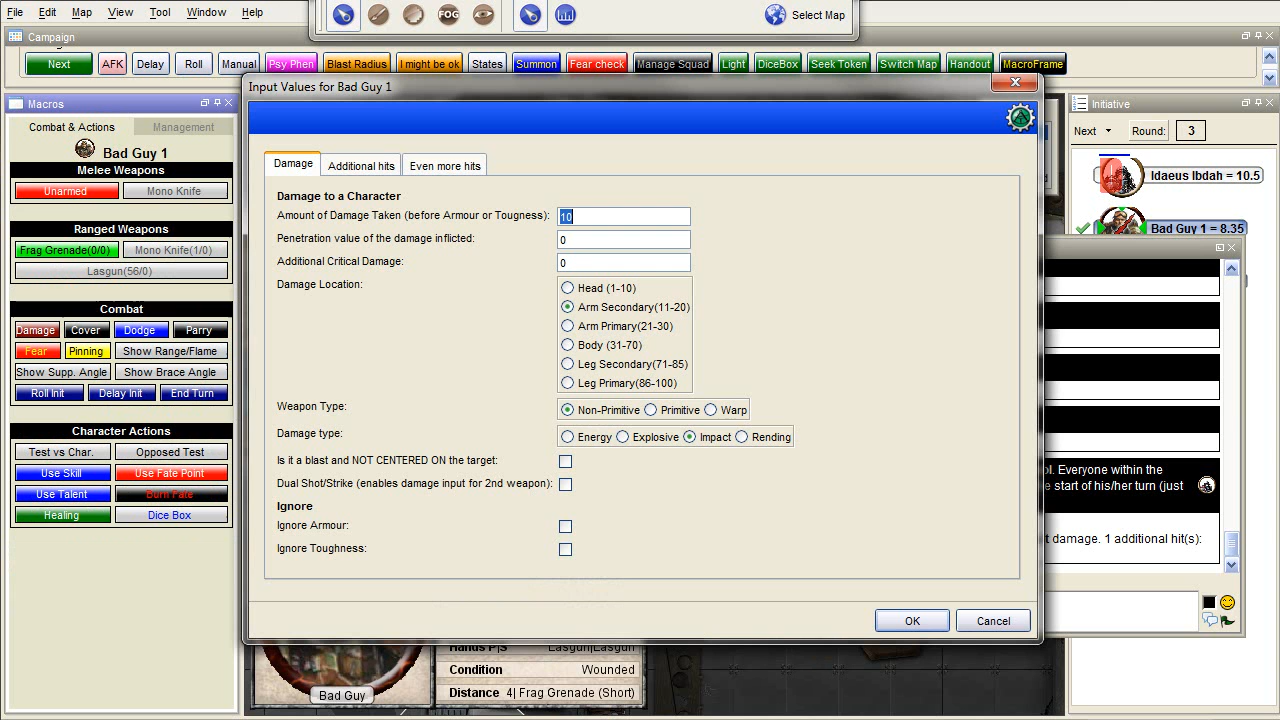 File Edit Map View Tool Window Help
FOG Select Map
Campaign
Next AFK Delay Roll Manual Psy Phen Blast Radius I might be ok States Summon Fear check Manage Squad Light DiceBox Seek Token Switch Map Handout MacroFrame
Macros
Combat & Actions Management
Bad Guy 1
Melee Weapons
Unarmed Mono Knife
Ranged Weapons
Frag Grenade(0/0) Mono Knife(1/0)
Lasgun(56/0)
Combat
Damage Cover Dodge Parry
Fear Pinning Show Range/Flame
Show Supp. Angle Show Brace Angle
Roll Init Delay Init End Turn
Character Actions
Test vs Char. Opposed Test
Use Skill Use Fate Point
Use Talent Burn Fate
Healing Dice Box
Input Values for Bad Guy 1
Damage Additional hits Even more hits
Damage to a Character
Amount of Damage Taken (before Armour or Tougness): 10
Penetration value of the damage inflicted: 0
Additional Critical Damage: 0
Damage Location:
Head (1-10)
Arm Secondary(11-20)
Arm Primary(21-30)
Body (31-70)
Leg Secondary(71-85)
Leg Primary(86-100)
Weapon Type: Non-Primitive Primitive Warp
Damage type: Energy Explosive Impact Rending
Is it a blast and NOT CENTERED ON the target:
Dual Shot/Strike (enables damage input for 2nd weapon):
Ignore
Ignore Armour:
Ignore Toughness:
OK Cancel
Initiative
Next Round: 3
Idaeus Ibdah = 10.5
Bad Guy 1 = 8.35
Everyone within the
start of his/her turn (just
damage. 1 additional hit(s):
Hands P|S Lasgun|Lasgun
Condition Wounded
Distance 4| Frag Grenade (Short)
Bad Guy